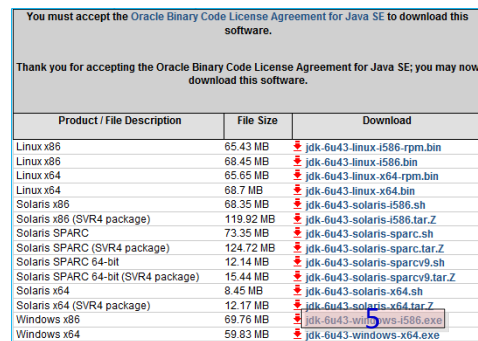 You must accept the Oracle Binary Code License Agreement for Java SE to download this
software.
Thank you for accepting the Oracle Binary Code License Agreement for Java SE; you may now
download this software.
Product / File Description File Size Download
Linux x86 65.43 MB jdk-6u43-linux-i586-rpm.bin
Linux x86 68.45 MB jdk-6u43-linux-i586.bin
Linux x64 65.65 MB jdk-6u43-linux-x64-rpm.bin
Linux x64 68.7 MB jdk-6u43-linux-x64.bin
Solaris x86 68.35 MB jdk-6u43-solaris-i586.sh
Solaris x86 (SVR4 package) 119.92 MB jdk-6u43-solaris-i586.tar.Z
Solaris SPARC 73.35 MB jdk-6u43-solaris-sparc.sh
Solaris SPARC (SVR4 package) 124.72 MB jdk-6u43-solaris-sparc.tar.Z
Solaris SPARC 64-bit 12.14 MB jdk-6u43-solaris-sparcv9.sh
Solaris SPARC 64-bit (SVR4 package) 15.44 MB jdk-6u43-solaris-sparcv9.tar.Z
Solaris x64 8.45 MB jdk-6u43-solaris-x64.sh
Solaris x64 (SVR4 package) 12.17 MB jdk-6u43-solaris-x64.tar.Z
Windows x86 69.76 MB jdk-6u43-windows-i586.exe
5
Windows x64 59.83 MB jdk-6u43-windows-x64.exe